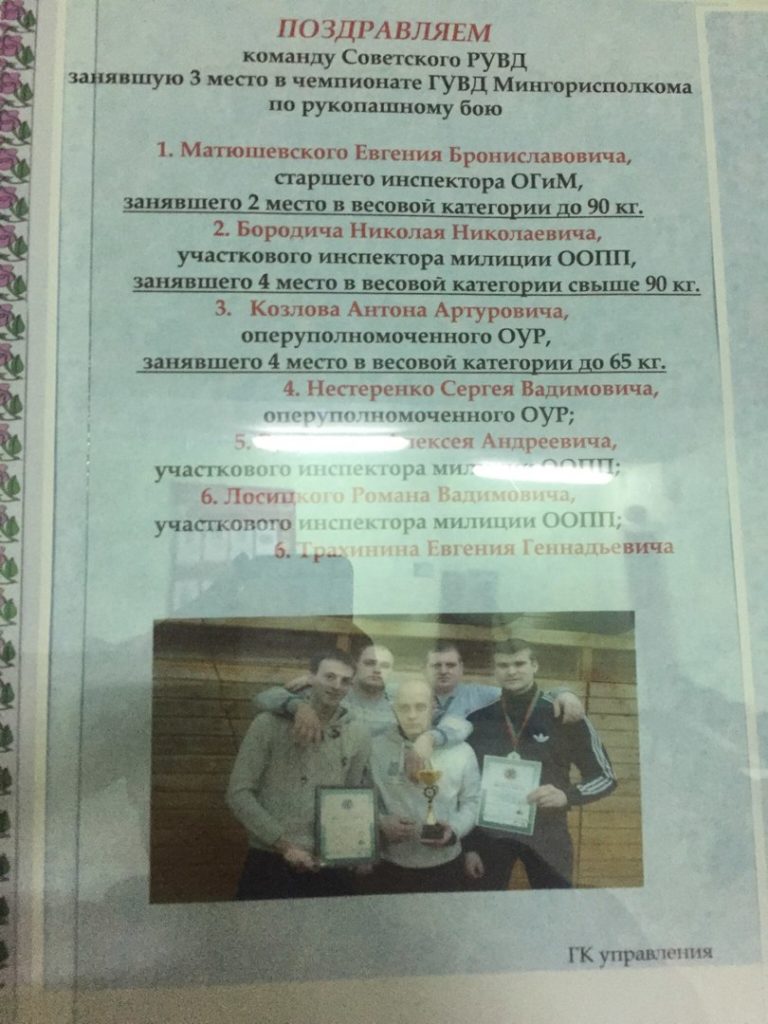 ПОЗДРАВЛЯЕМ
команду Советского РУВД
занявшую 3 место в чемпионате ГУВД Мингорисполкома
по рукопашному бою
1. Матюшевского Евгения Брониславовича,
старшего инспектора ОГиМ,
занявшего 2 место в весовой категории до 90 кг.
2. Бородича Николая Николаевича,
участкового инспектора милиции ООПП,
занявшего 4 место в весовой категории свыше 90 кг.
3. Козлова Антона Артуровича,
оперуполномоченного ОУР,
занявшего 4 место в весовой категории до 65 кг.
4. Нестеренко Сергея Вадимовича,
оперуполномоченного ОУР;
5. Алексея Андреевича,
участкового инспектора милиции ООПП;
6. Лосицкого Романа Вадимовича,
участкового инспектора милиции ООПП;
6. Трахинина Евгения Геннадьевича
ГК управления